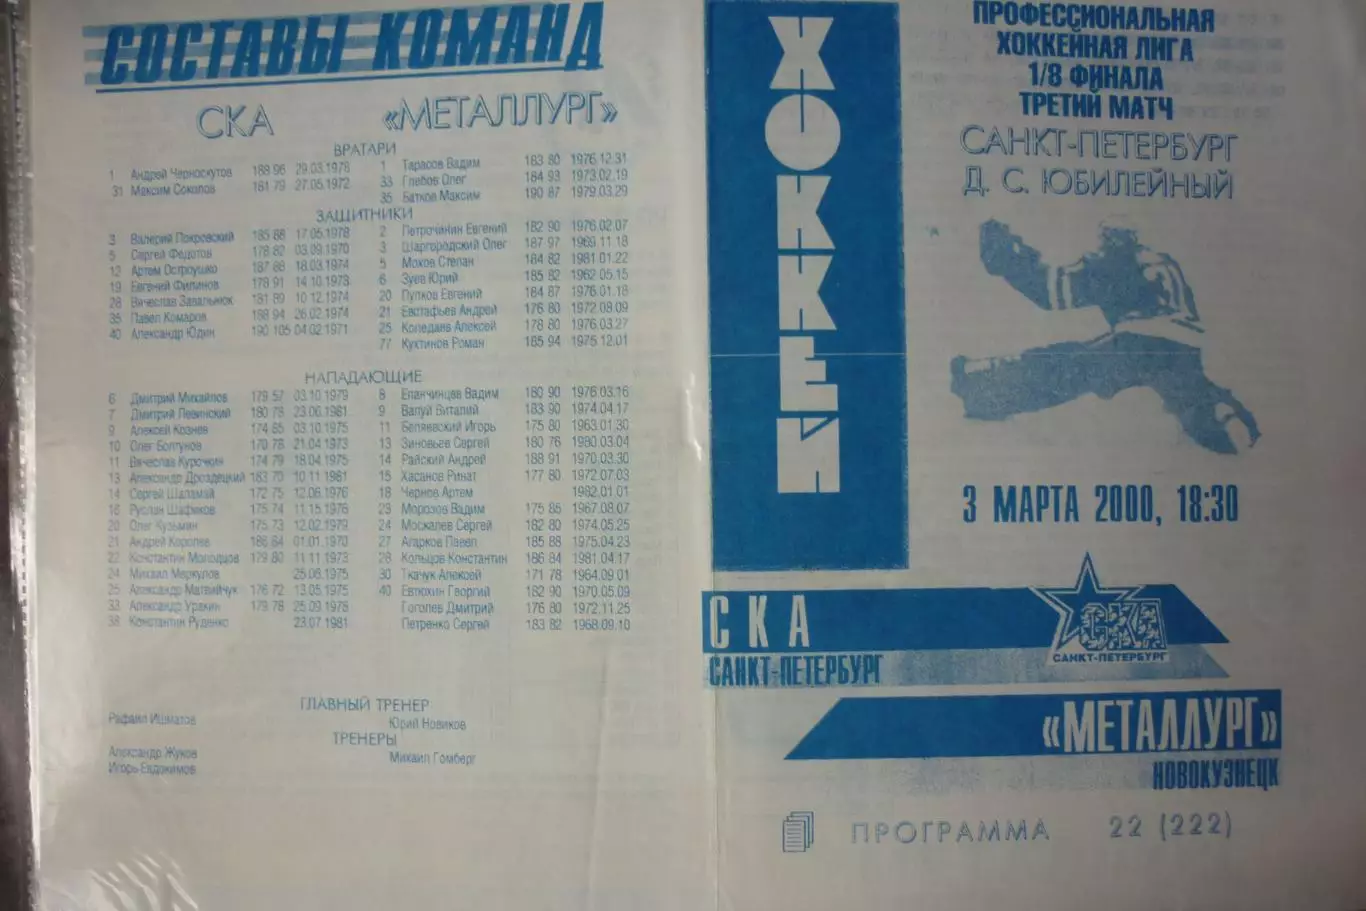 СОСТАВЫ КОМАНД
СКА «МЕТАЛЛУРГ»
ВРАТАРИ
1 Андрей Черноскутов 188 96 29.03.1978
31 Максим Соколов 181 79 27.05.1972
1 Тарасов Вадим 183 80 1976.12.31
33 Глебов Олег 184 93 1973.02.19
35 Батков Максим 190 87 1979.03.29
ЗАЩИТНИКИ
3 Валерий Покровский 185 88 17.05.1978
5 Сергей Федотов 178 82 03.09.1970
12 Артем Остроушко 187 88 18.03.1974
19 Евгений Филинов 178 91 14.10.1973
28 Вячеслав Завальнюк 181 89 10.12.1974
35 Павел Комаров 188 94 26.02.1974
40 Александр Юдин 190 105 04.02.1971
2 Петрочинин Евгений 182 90 1976.02.07
3 Шаргородский Олег 187 97 1969.11.18
5 Мохов Степан 184 82 1981.01.22
6 Зуев Юрий 185 82 1962.05.15
20 Пупков Евгений 184 87 1976.01.18
21 Евстафьев Андрей 176 80 1972.08.09
25 Коледаев Алексей 178 80 1976.03.27
77 Кухтинов Роман 185 94 1975.12.01
НАПАДАЮЩИЕ
6 Дмитрий Михайлов 179 57 03.10.1979
7 Дмитрий Левинский 180 78 23.06.1981
9 Алексей Кознев 174 85 03.10.1975
10 Олег Болтунов 179 78 21.04.1973
11 Вячеслав Курочкин 174 79 18.04.1975
13 Александр Дроздецкий 183 70 10.11.1981
14 Сергей Шаламай 172 75 12.06.1976
16 Руслан Шафиков 175 74 11.15.1976
20 Олег Кузьмин 175 73 12.02.1979
21 Андрей Королев 186 84 01.01.1970
22 Константин Молодцов 179 80 11.11.1973
24 Михаил Меркулов 25.06.1975
25 Александр Матвийчук 176 72 13.05.1975
33 Александр Уракин 179 78 25.09.1978
38 Константин Руденко 23.07.1981
8 Епанчинцев Вадим 180 90 1976.03.16
9 Валуй Виталий 183 90 1974.04.17
11 Беляевский Игорь 175 80 1963.01.30
13 Зиновьев Сергей 180 76 1980.03.04
14 Райский Андрей 188 91 1970.03.30
15 Хасанов Ринат 177 80 1972.07.03
18 Чернов Артем 1982.01.01
23 Морозов Вадим 175 85 1967.08.07
24 Москалев Сергей 182 80 1974.05.25
27 Агарков Павел 185 88 1975.04.23
28 Кольцов Константин 186 84 1981.04.17
30 Ткачук Алексей 171 78 1964.09.01
40 Евтюхин Георгий 182 90 1970.05.09
Гоголев Дмитрий 176 80 1972.11.25
Петренко Сергей 183 82 1968.09.10
ГЛАВНЫЙ ТРЕНЕР
Рафаил Ишматов Юрий Новиков
ТРЕНЕРЫ
Александр Жуков Михаил Гомберг
Игорь Евдокимов
ХОККЕЙ
ПРОФЕССИОНАЛЬНАЯ
ХОККЕЙНАЯ ЛИГА
1/8 ФИНАЛА
ТРЕТИЙ МАТЧ
САНКТ-ПЕТЕРБУРГ
Д. С. ЮБИЛЕЙНЫЙ
3 МАРТА 2000, 18:30
СКА
САНКТ-ПЕТЕРБУРГ
СКА
САНКТ-ПЕТЕРБУРГ
«МЕТАЛЛУРГ»
НОВОКУЗНЕЦК
ПРОГРАММА 22 (222)